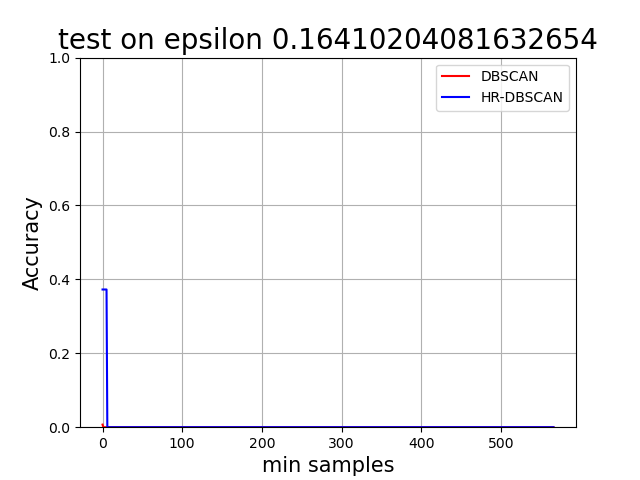 test on epsilon 0.16410204081632654
DBSCAN
HR-DBSCAN
Accuracy
1.0
0.8
0.6
0.4
0.2
0.0
0 100 200 300 400 500
min samples